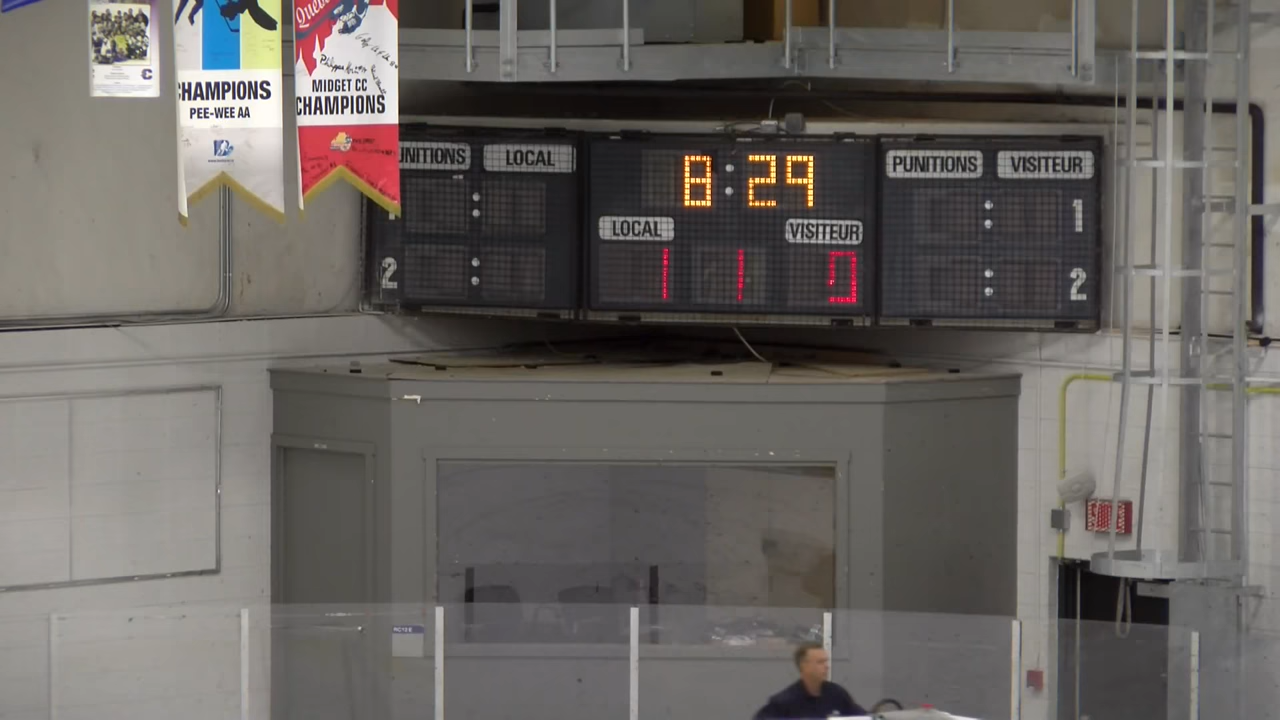 Québec
CHAMPIONS
PEE-WEE AA
MIDGET CC
CHAMPIONS
C
UNITIONS LOCAL
8:29
PUNITIONS VISITEUR
LOCAL VISITEUR
1
2
1 1 0
2